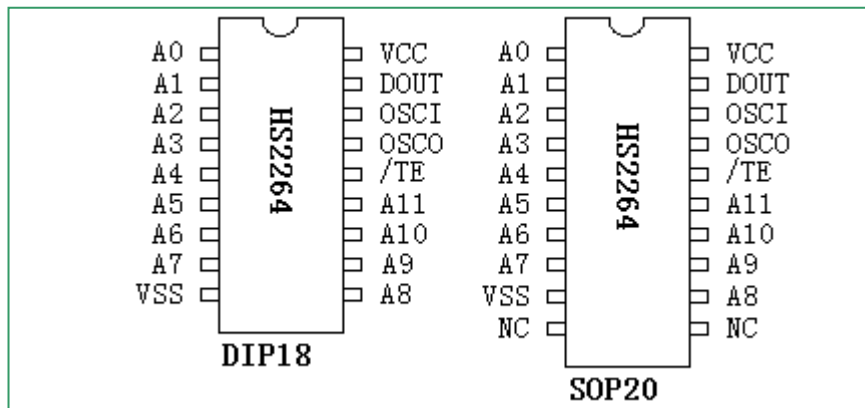 A0 VCC A0 VCC
A1 DOUT A1 DOUT
A2 OSCI A2 OSCI
A3 OSCO A3 OSCO
A4 /TE A4 /TE
A5 A11 A5 A11
A6 A10 A6 A10
A7 A9 A7 A9
VSS A8 VSS A8
NC NC
HS2264 HS2264
DIP18
SOP20